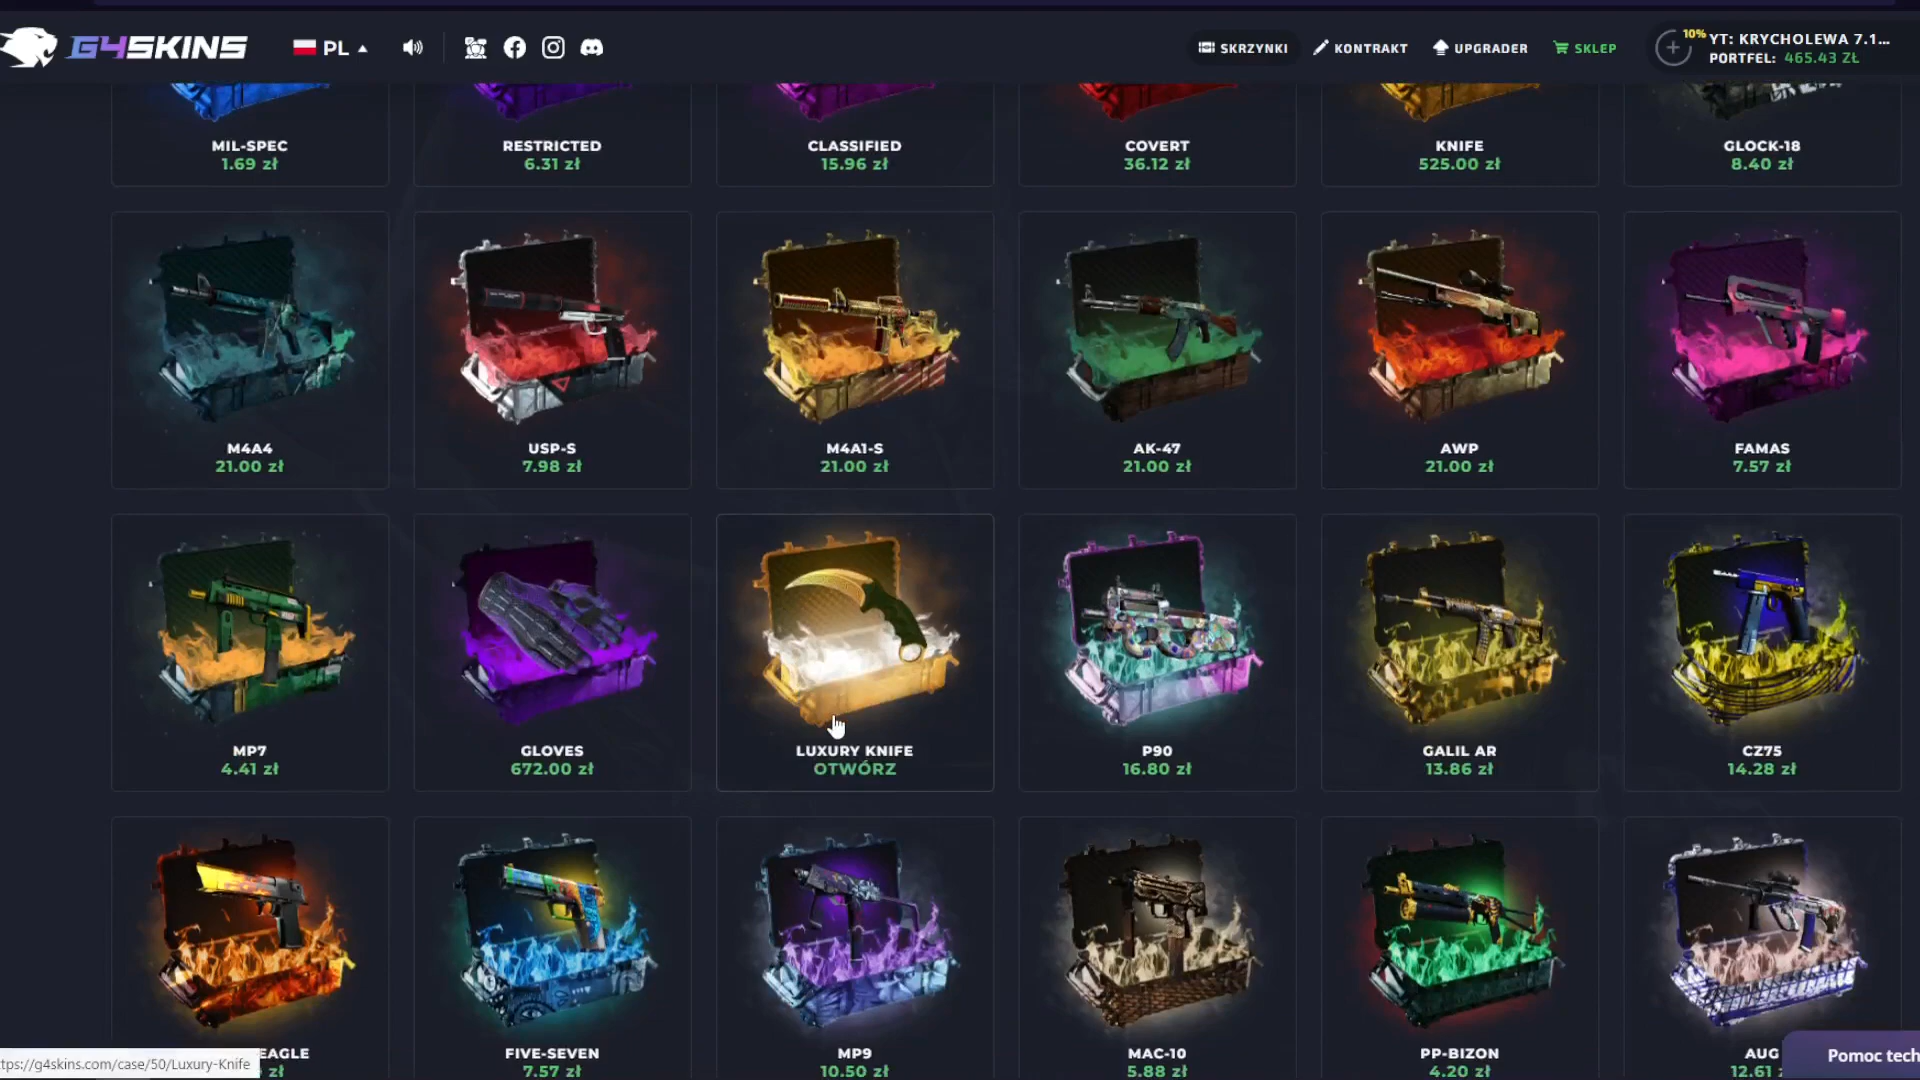 G4SKINS
PL
SKRZYNKI
KONTRAKT
UPGRADER
SKLEP
10%
YT: KRYCHOLEWA 7.1...
PORTFEL: 465.43 ZŁ
MIL-SPEC
1.69 zł
RESTRICTED
6.31 zł
CLASSIFIED
15.96 zł
COVERT
36.12 zł
KNIFE
525.00 zł
GLOCK-18
8.40 zł
M4A4
21.00 zł
USP-S
7.98 zł
M4A1-S
21.00 zł
AK-47
21.00 zł
AWP
21.00 zł
FAMAS
7.57 zł
MP7
4.41 zł
GLOVES
672.00 zł
LUXURY KNIFE
OTWÓRZ
P90
16.80 zł
GALIL AR
13.86 zł
CZ75
14.28 zł
EAGLE
zł
FIVE-SEVEN
7.57 zł
MP9
10.50 zł
MAC-10
5.88 zł
PP-BIZON
4.20 zł
AUG
12.61
Pomoc tech
tps://g4skins.com/case/50/Luxury-Knife